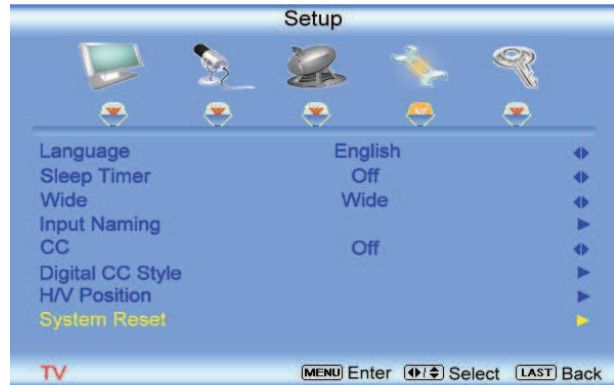 Setup
Language English
Sleep Timer Off
Wide Wide
Input Naming
CC Off
Digital CC Style
H/V Position
System Reset
TV MENU Enter Select LAST Back